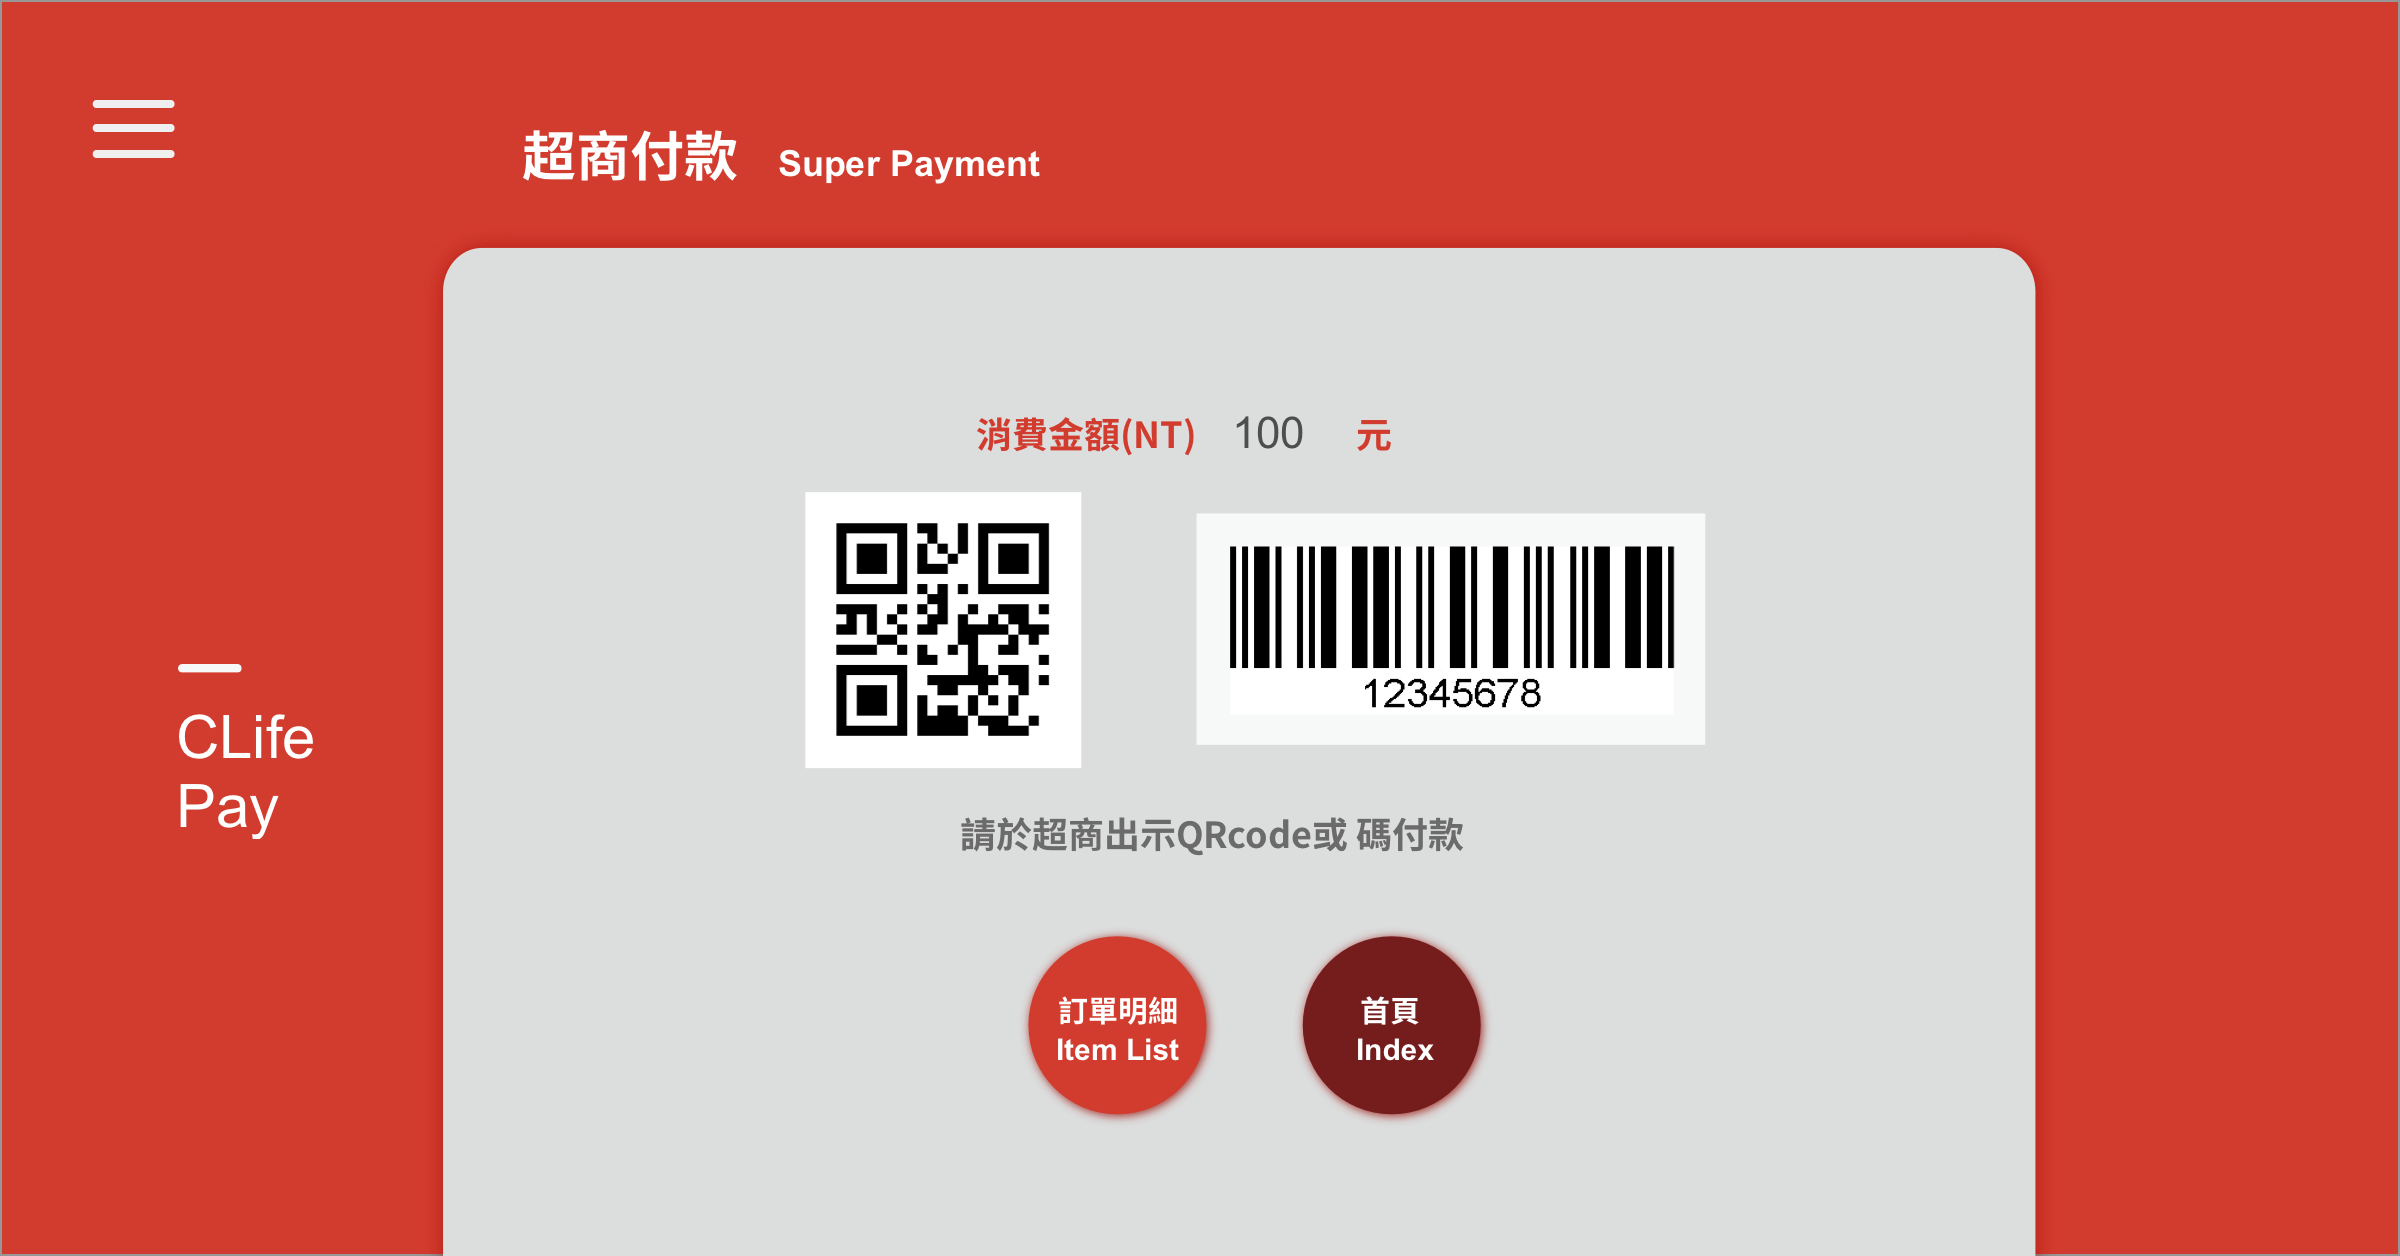 超商付款 Super Payment
消費金額(NT) 100 元
12345678
請於超商出示QRcode或 碼付款
訂單明細
Item List
首頁
Index
CLife
Pay